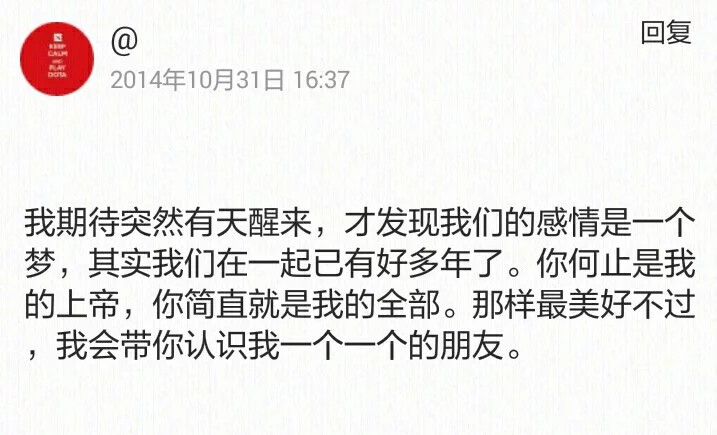 KEEP
CALM
AND
PLAY
DOTA
@
回复
2014年10月31日 16:37
我期待突然有天醒来，才发现我们的感情是一个
梦，其实我们在一起已有好多年了。你何止是我
的上帝，你简直就是我的全部。那样最美好不过
，我会带你认识我一个一个的朋友。